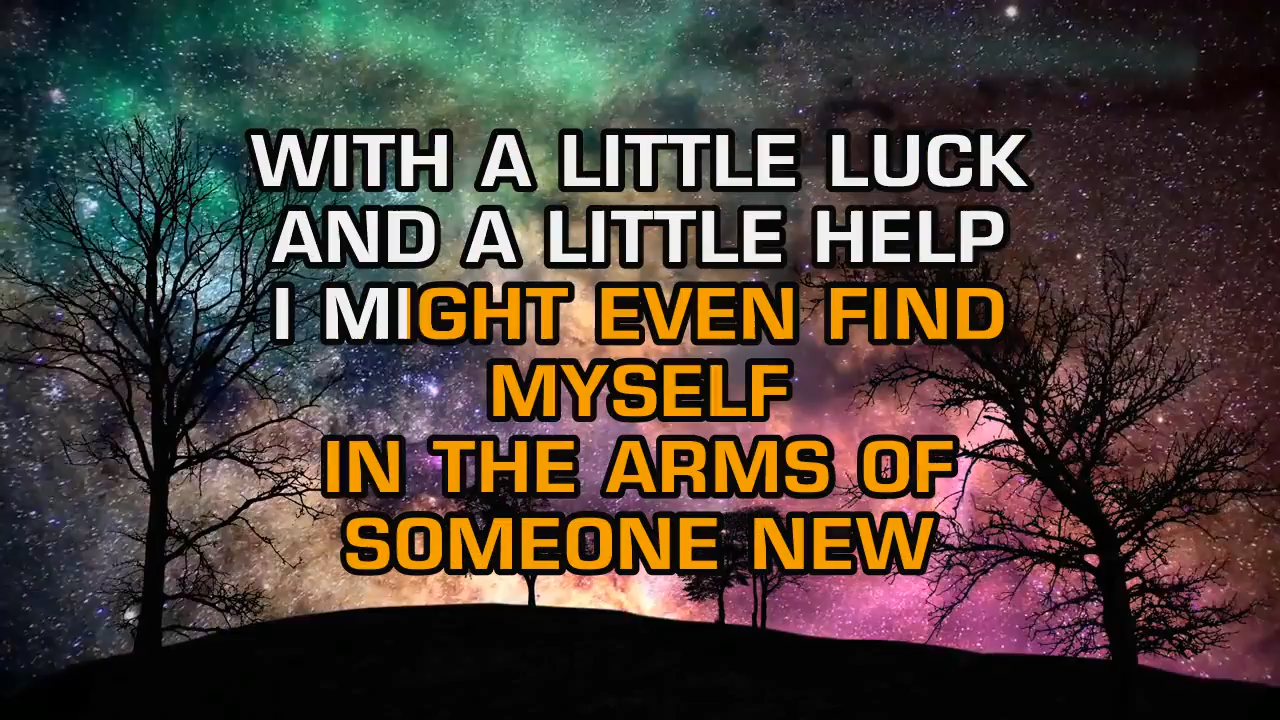 WITH A LITTLE LUCK
AND A LITTLE HELP
I MIGHT EVEN FIND
MYSELF
IN THE ARMS OF
SOMEONE NEW